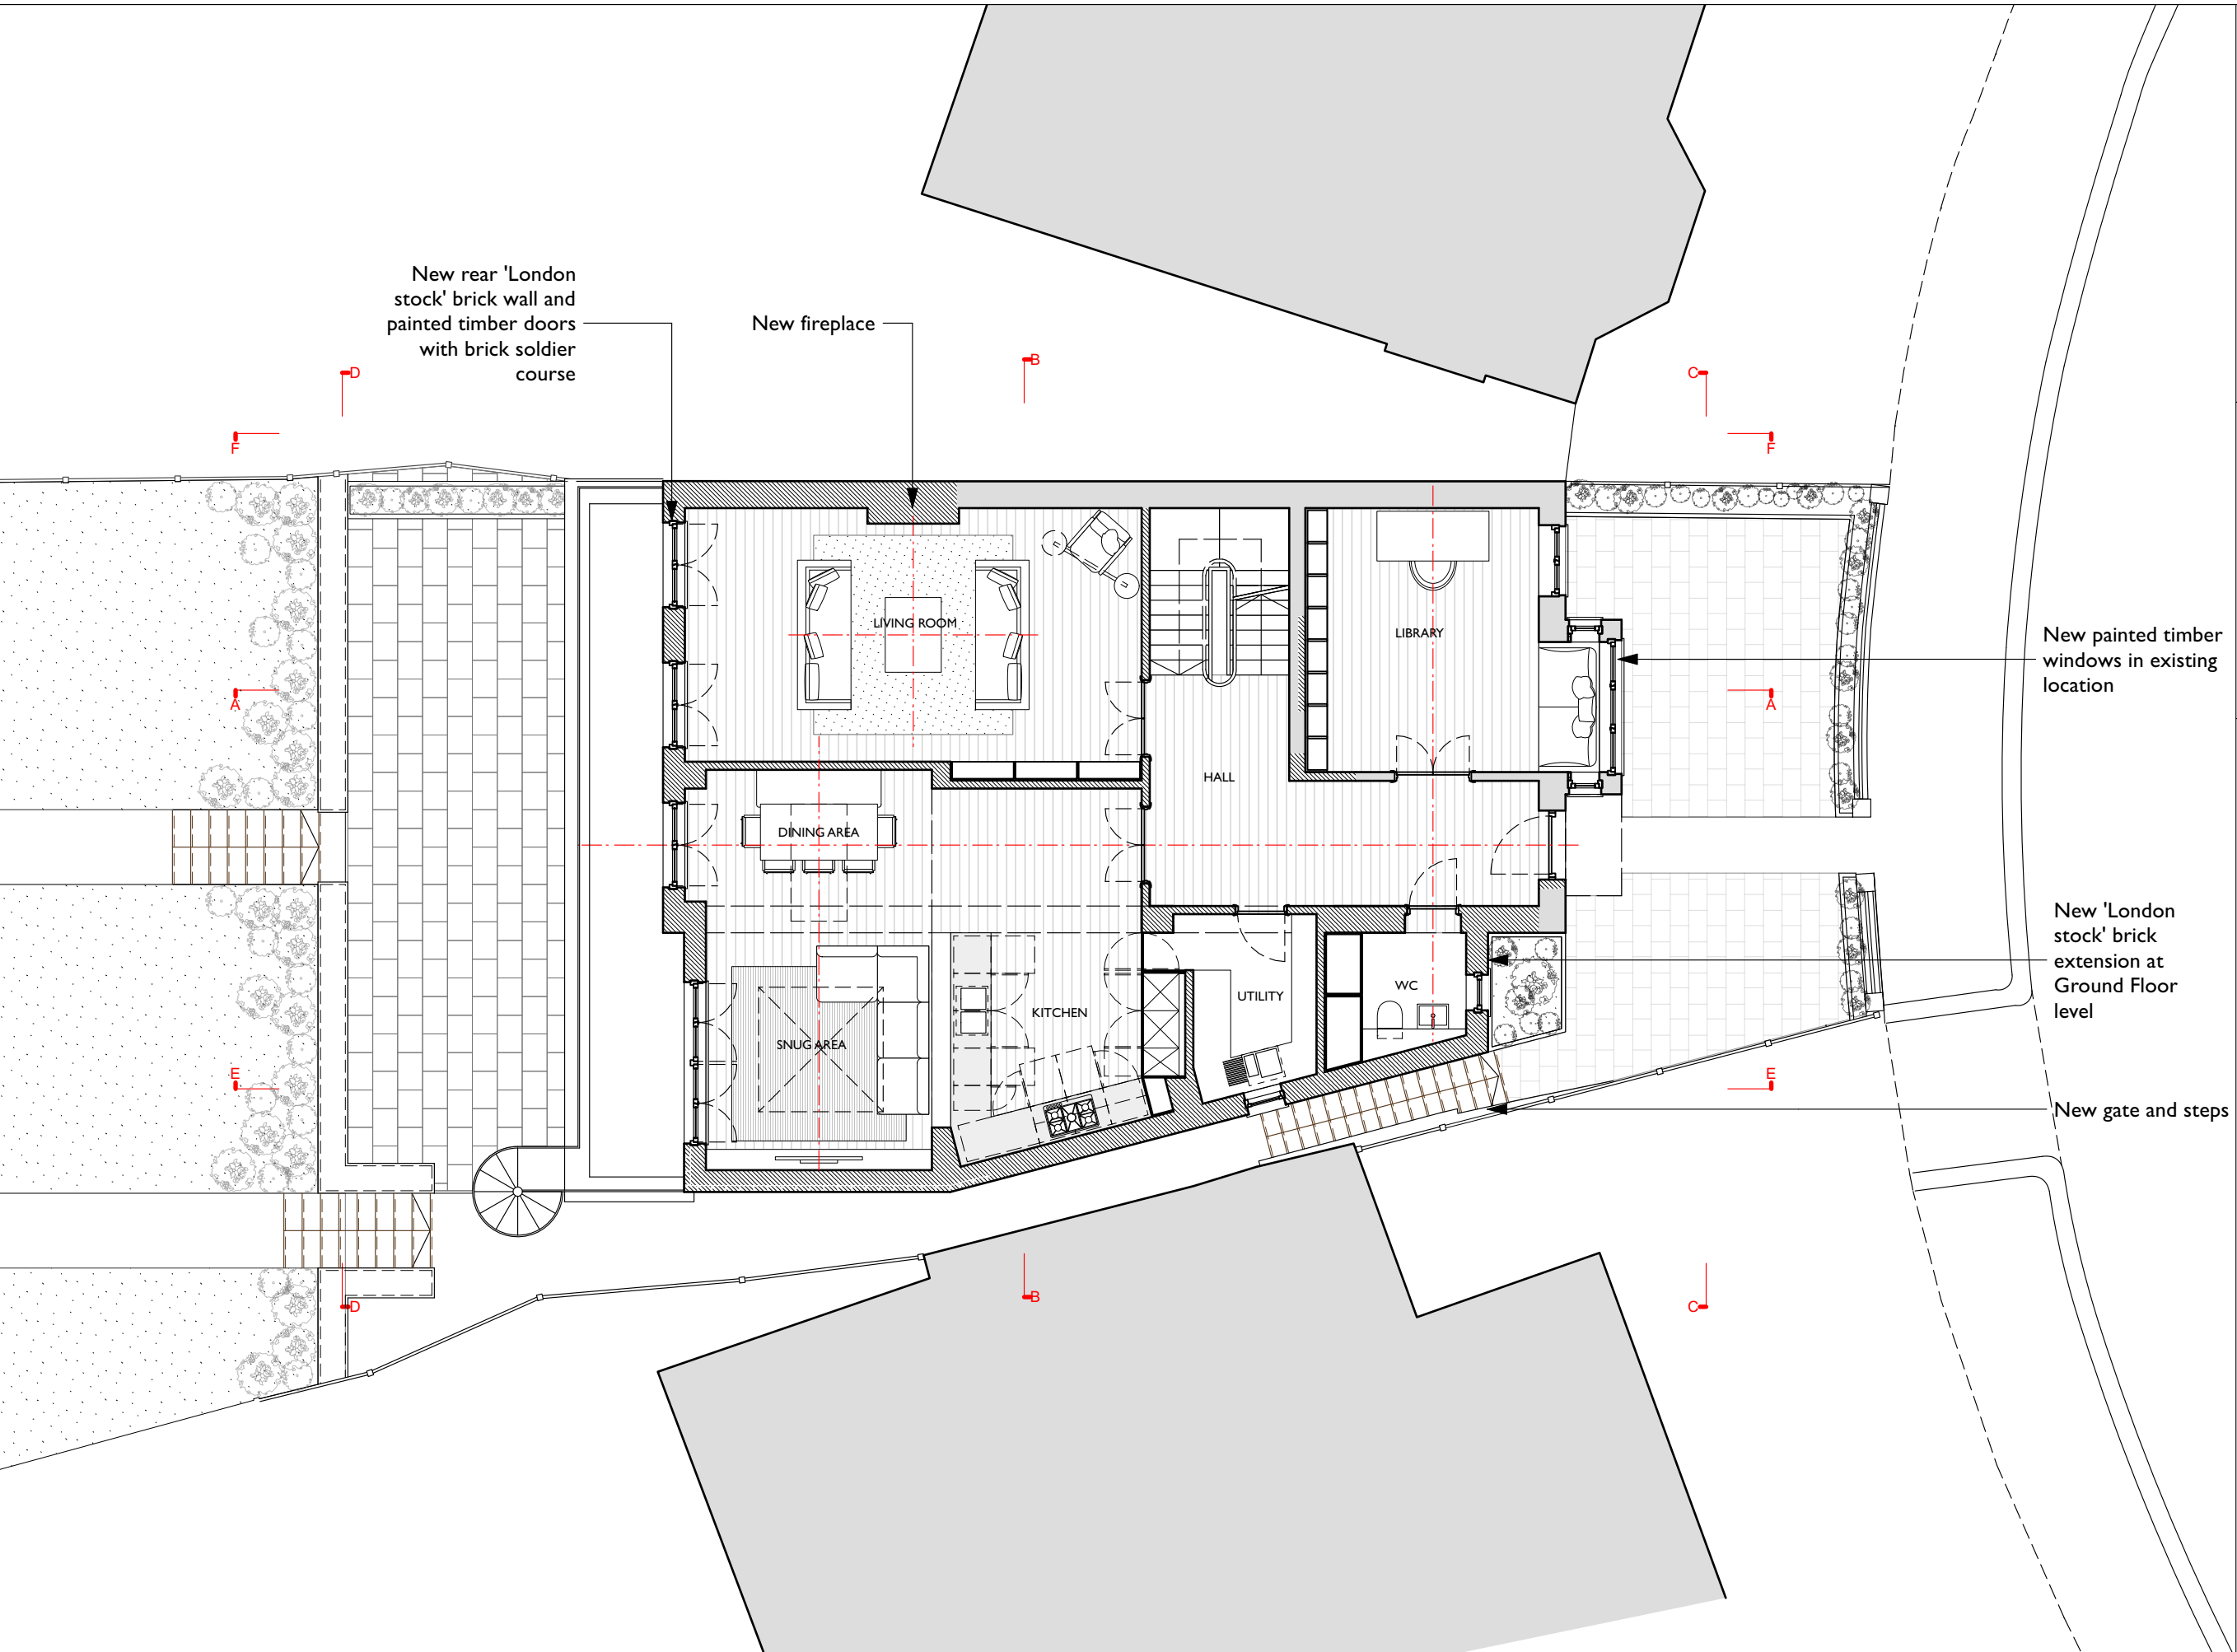 New rear 'London
stock' brick wall and
painted timber doors
with brick soldier
course
New fireplace
B
D
C
F
F
LIVING ROOM
LIBRARY
New painted timber
windows in existing
location
A
A
HALL
DINING AREA
New 'London
stock' brick
extension at
Ground Floor
level
WC
UTILITY
KITCHEN
SNUG AREA
E
E
New gate and steps
B
D
C